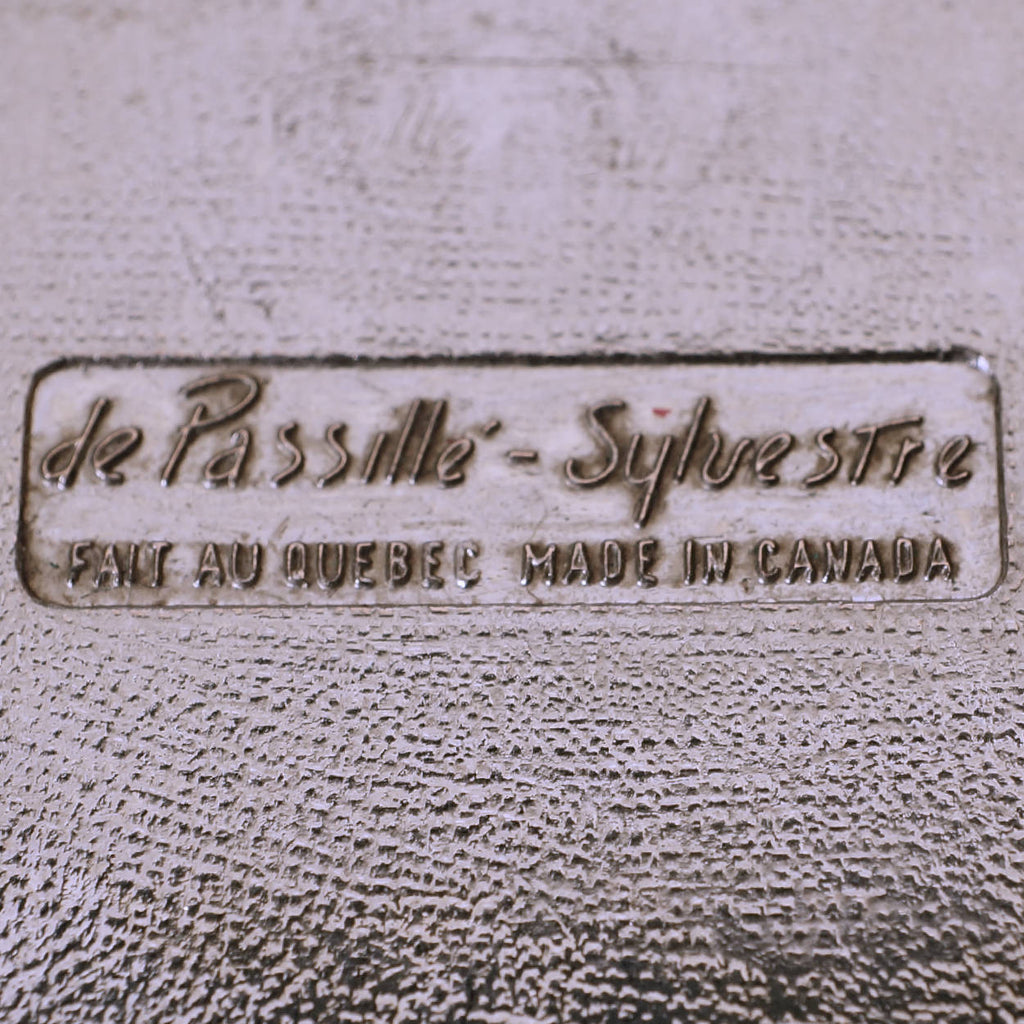 de Passillé - Sylvestre
FAIT AU QUEBEC MADE IN CANADA